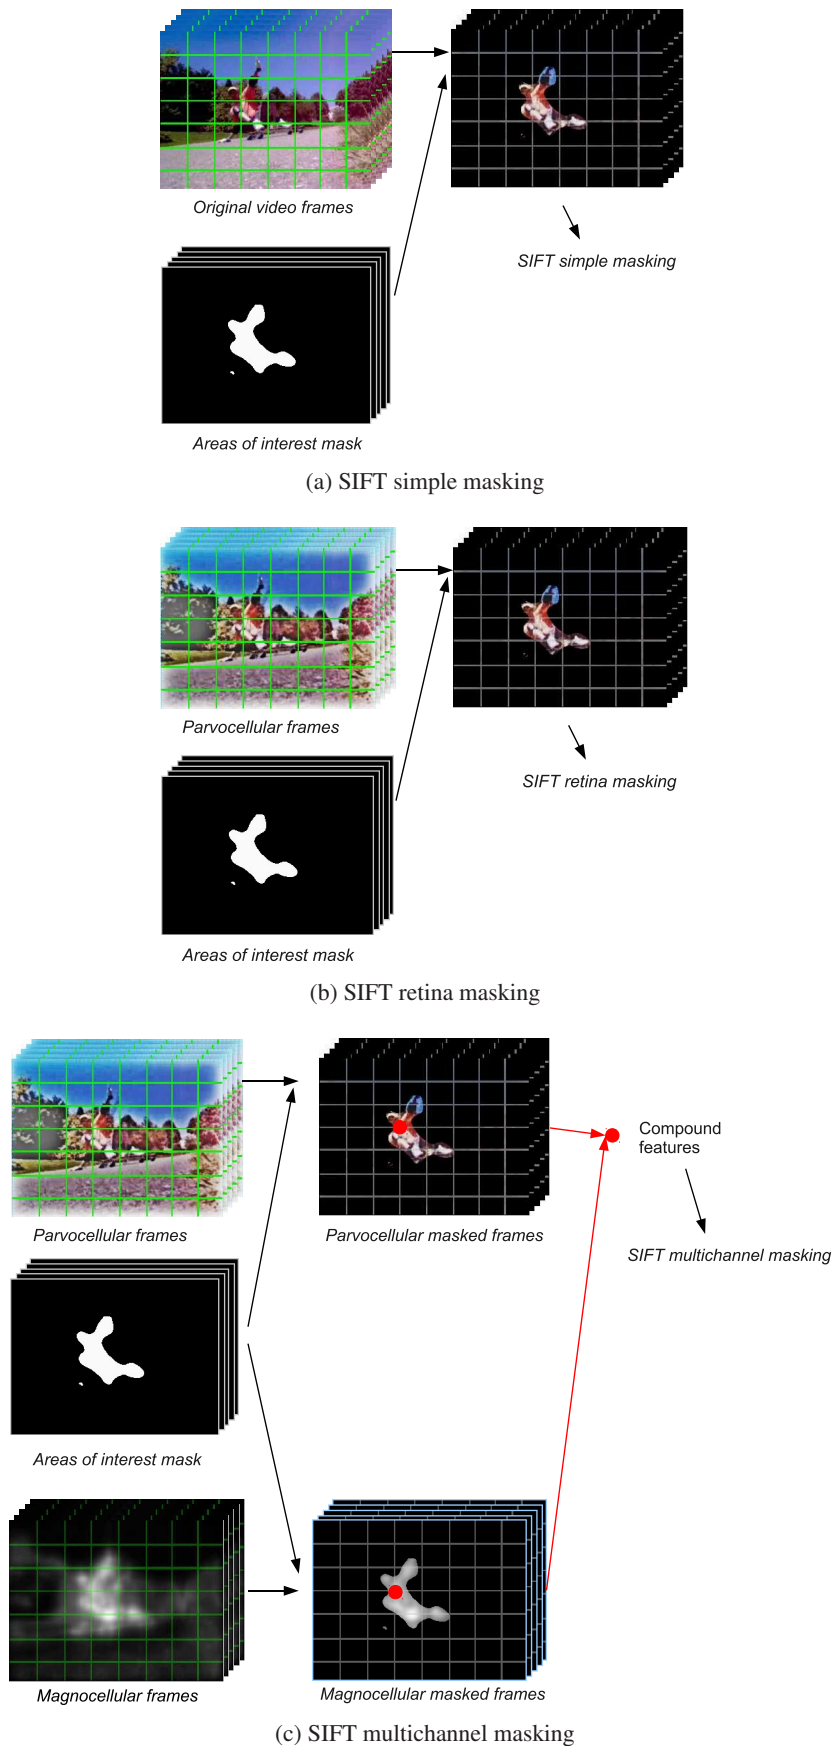 Original video frames
SIFT simple masking
Areas of interest mask
(a) SIFT simple masking
Parvocellular frames
SIFT retina masking
Areas of interest mask
(b) SIFT retina masking
Compound
features
Parvocellular frames
Parvocellular masked frames
SIFT multichannel masking
Areas of interest mask
Magnocellular frames
Magnocellular masked frames
(c) SIFT multichannel masking